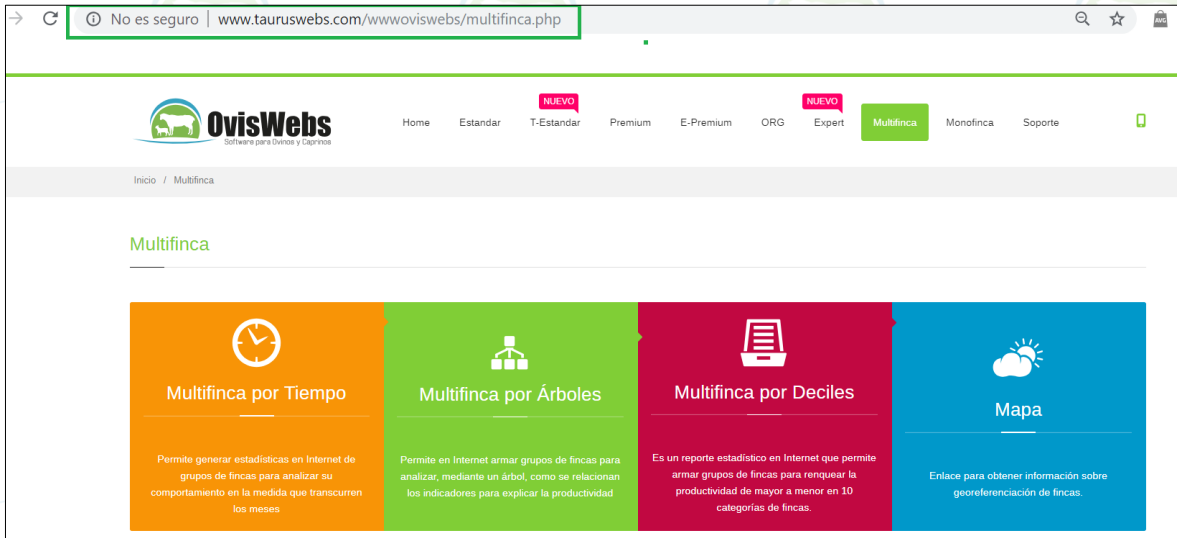 No es seguro | www.tauruswebs.com/wwwoviswebs/multifinca.php
AVG
OvisWebs
Software para Ovinos y Caprinos
Home Estandar NUEVO T-Estandar Premium E-Premium ORG NUEVO Expert Multifinca Monofinca Soporte
Inicio / Multifinca
Multifinca
Multifinca por Tiempo
Permite generar estadísticas en Internet de
grupos de fincas para analizar su
comportamiento en la medida que transcurren
los meses
Multifinca por Árboles
Permite en Internet armar grupos de fincas para
analizar, mediante un árbol, como se relacionan
los indicadores para explicar la productividad
Multifinca por Deciles
Es un reporte estadístico en Internet que permite
armar grupos de fincas para renquear la
productividad de mayor a menor en 10
categorías de fincas.
Mapa
Enlace para obtener información sobre
georeferenciación de fincas.